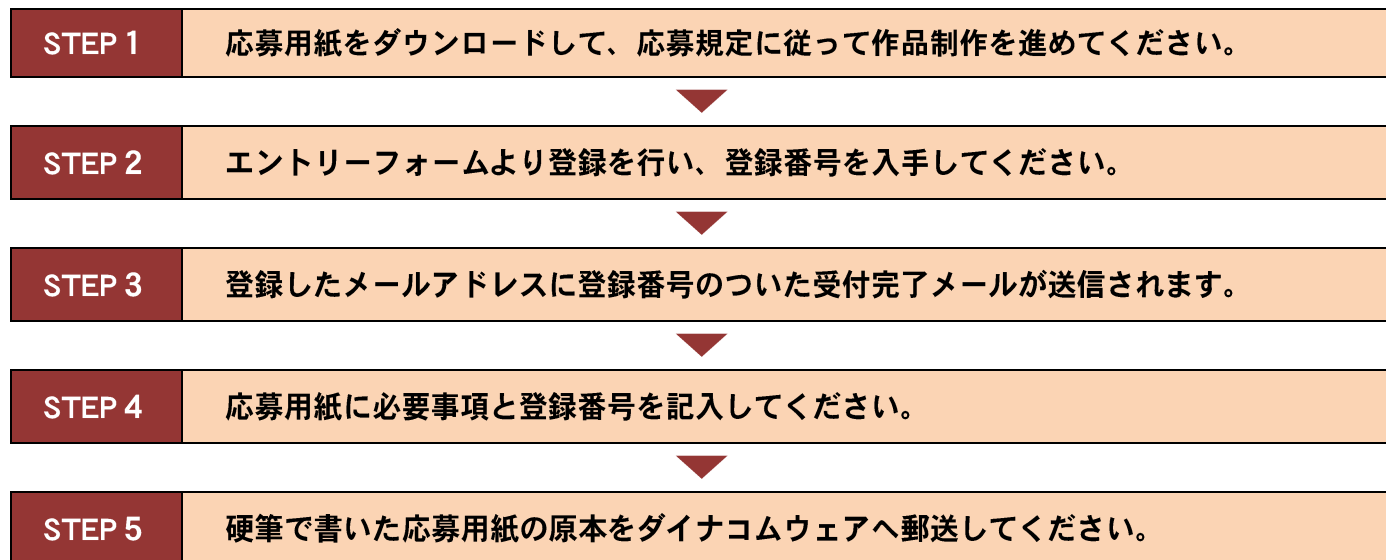 STEP 1 応募用紙をダウンロードして、応募規定に従って作品制作を進めてください。
STEP 2 エントリーフォームより登録を行い、登録番号を入手してください。
STEP 3 登録したメールアドレスに登録番号のついた受付完了メールが送信されます。
STEP 4 応募用紙に必要事項と登録番号を記入してください。
STEP 5 硬筆で書いた応募用紙の原本をダイナコムウェアへ郵送してください。